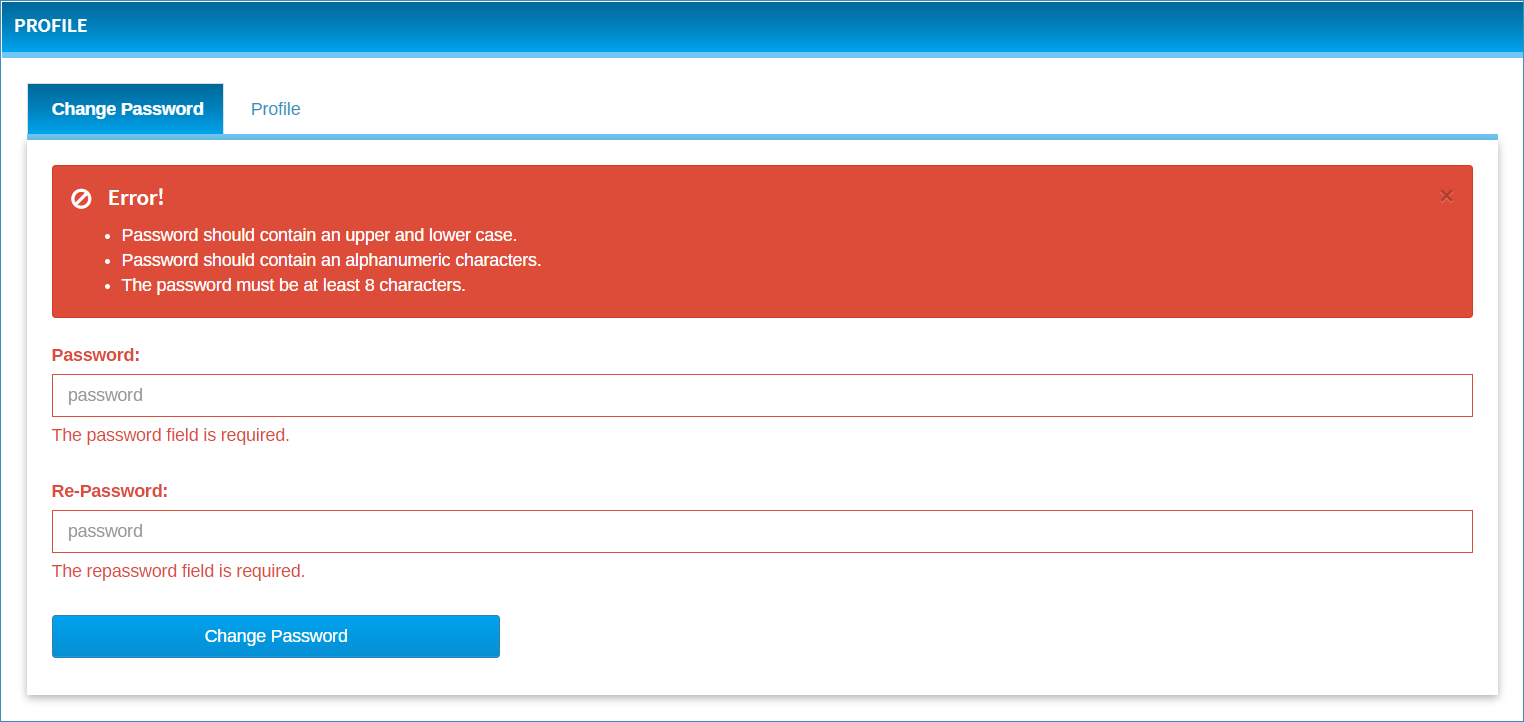 PROFILE
Change Password
Profile
Error!
×
• Password should contain an upper and lower case.
• Password should contain an alphanumeric characters.
• The password must be at least 8 characters.
Password:
password
The password field is required.
Re-Password:
password
The repassword field is required.
Change Password